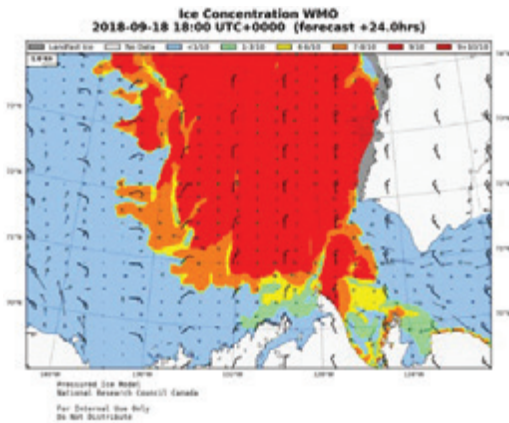 Ice Concentration WMO
2018-09-18 18:00 UTC+0000 (forecast +24.0hrs)
Landfast Ice No Data <1/10 1-3/10 4-6/10 7-8/10 9/10 9+10/10
Pressured Ice Model
National Research Council Canada
For Internal Use Only
Do Not Distribute